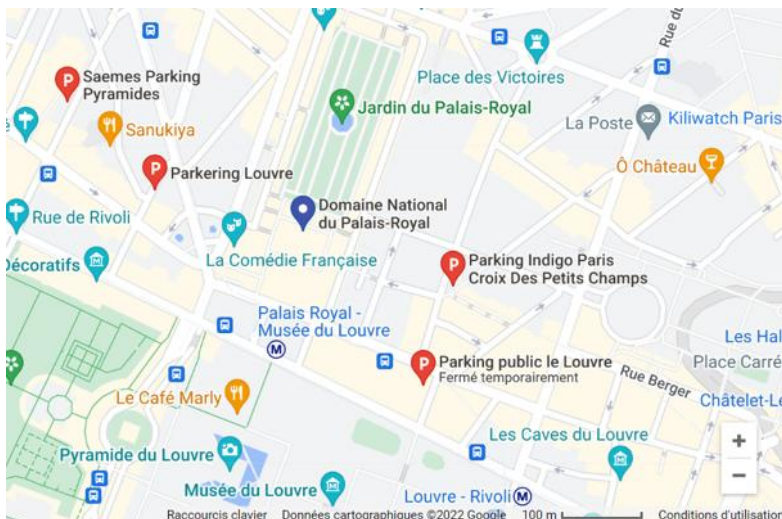 Rue du
Saemes Parking
Pyramides
Place des Victoires
Jardin du Palais-Royal
La Poste
Kiliwatch Paris
Sanukiya
Ô Château
Parkering Louvre
Domaine National
du Palais-Royal
Rue de Rivoli
La Comédie Française
Décoratifs
Parking Indigo Paris
Croix Des Petits Champs
Palais Royal -
Musée du Louvre
Les Hal
Parking public le Louvre
Fermé temporairement
Place Carré
Rue Berger
Le Café Marly
Châtelet-Le
Les Caves du Louvre
Pyramide du Louvre
Musée du Louvre
Louvre - Rivoli
Raccourcis clavier Données cartographiques ©2022 Google 100 m Conditions d'utilisation